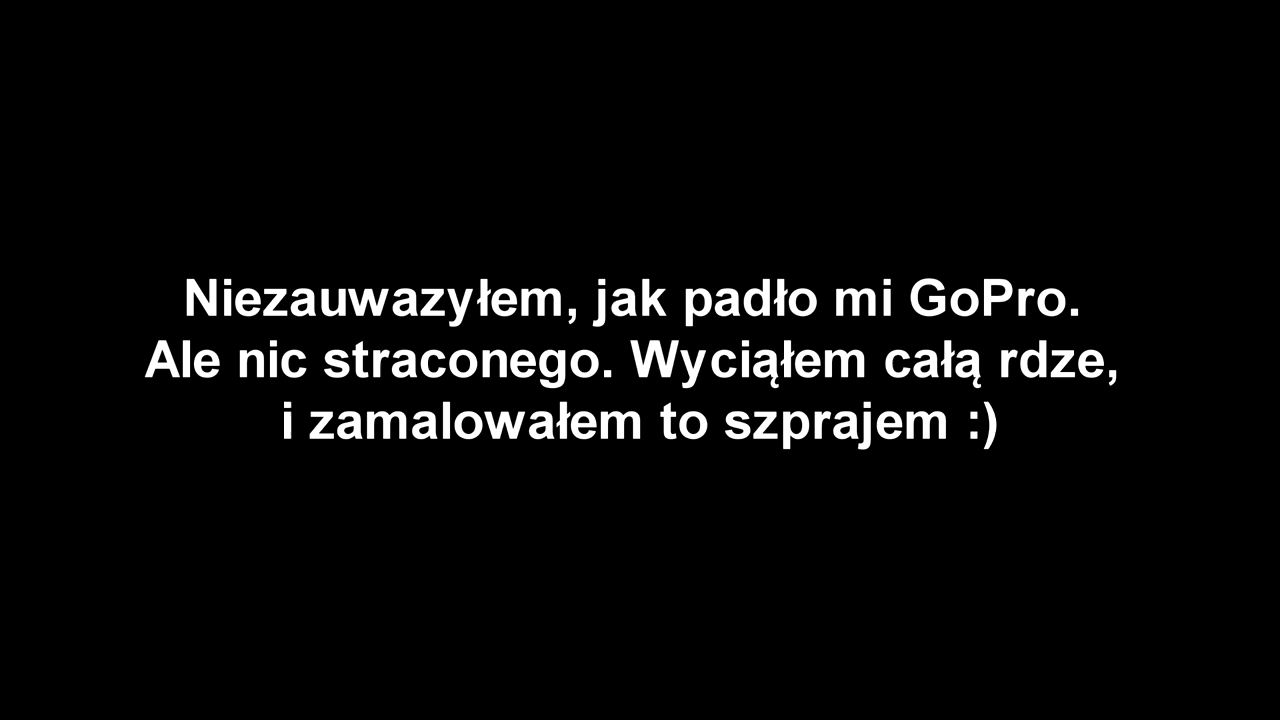 Niezauwazyłem, jak padło mi GoPro.
Ale nic straconego. Wyciąłem całą rdze,
i zamalowałem to szprajem :)